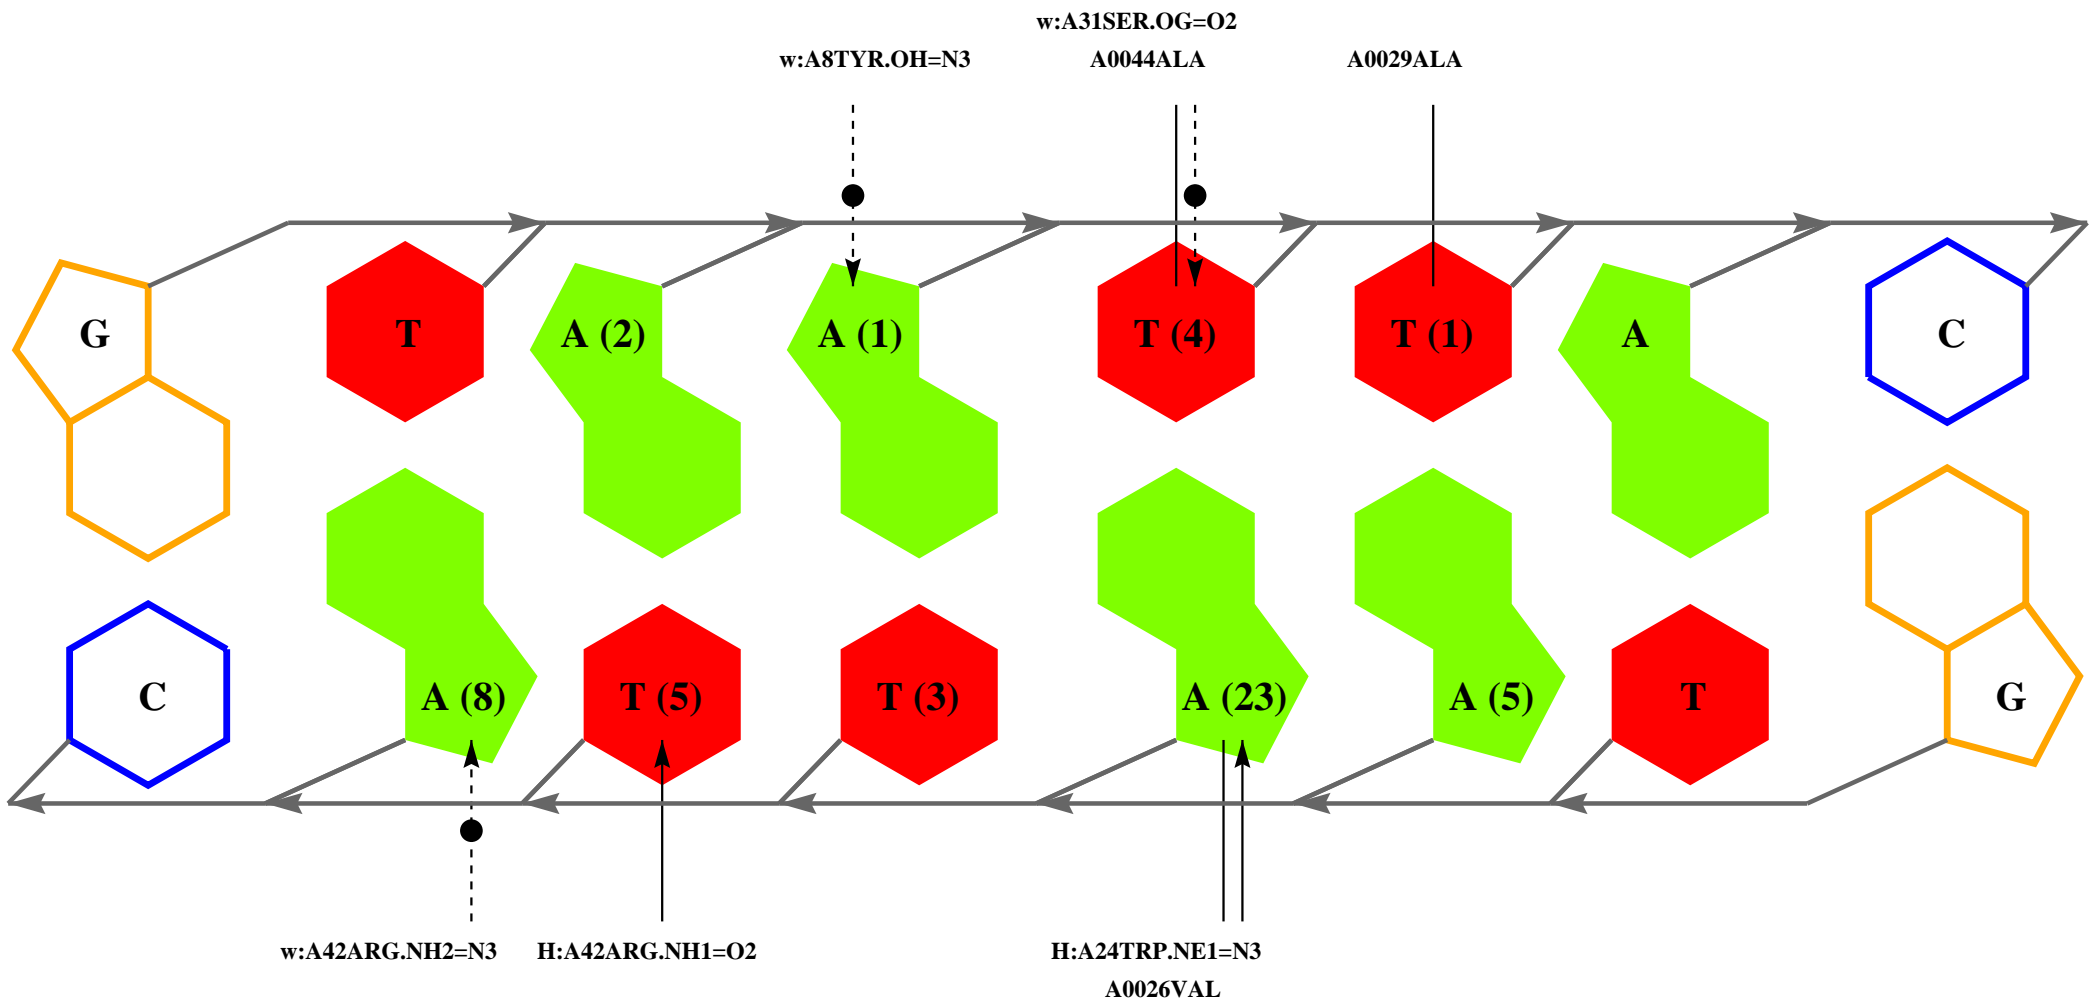 w:A31SER.OG=O2
w:A8TYR.OH=N3 A0044ALA A0029ALA
G T A (2) A (1) T (4) T (1) A C
C A (8) T (5) T (3) A (23) A (5) T G
w:A42ARG.NH2=N3 H:A42ARG.NH1=O2 H:A24TRP.NE1=N3
A0026VAL